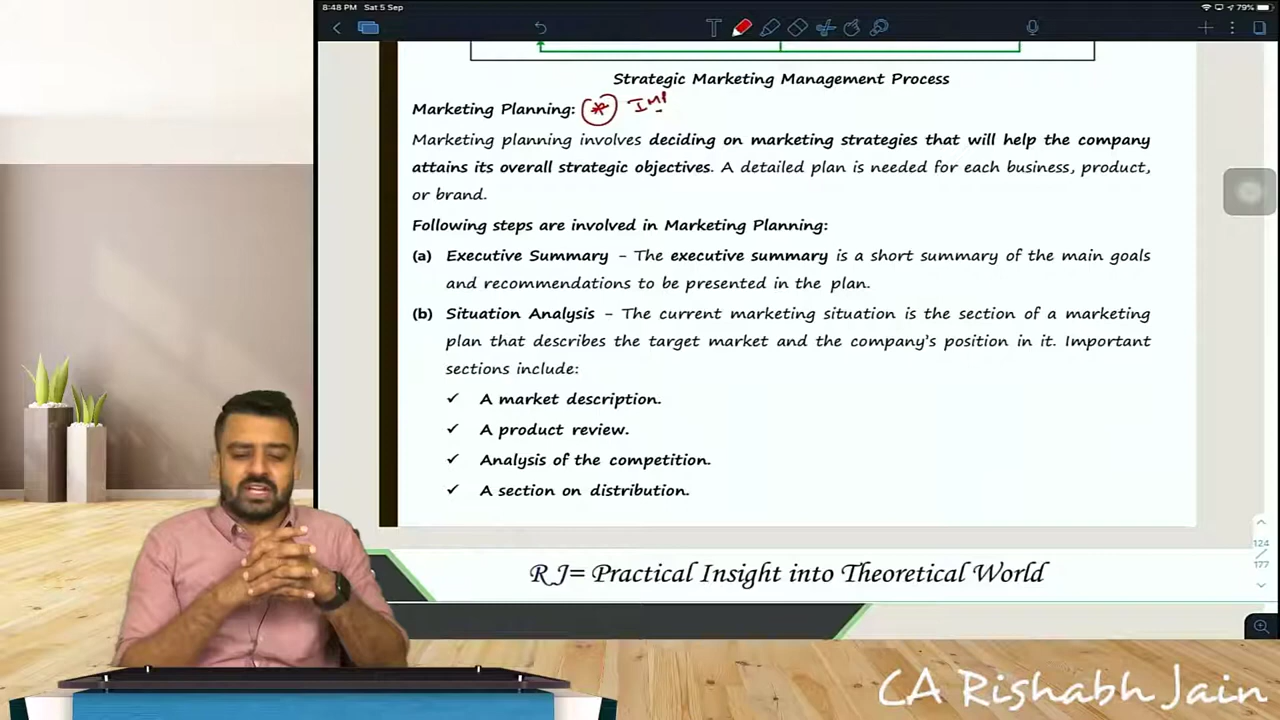 8:48 PM Sat 5 Sep
79%
Strategic Marketing Management Process
Marketing Planning: * IMP
Marketing planning involves deciding on marketing strategies that will help the company
attains its overall strategic objectives. A detailed plan is needed for each business, product,
or brand.
Following steps are involved in Marketing Planning:
(a) Executive Summary - The executive summary is a short summary of the main goals
and recommendations to be presented in the plan.
(b) Situation Analysis - The current marketing situation is the section of a marketing
plan that describes the target market and the company's position in it. Important
sections include:
✓ A market description.
✓ A product review.
✓ Analysis of the competition.
✓ A section on distribution.
124
/
177
R J= Practical Insight into Theoretical World
CA Rishabh Jain